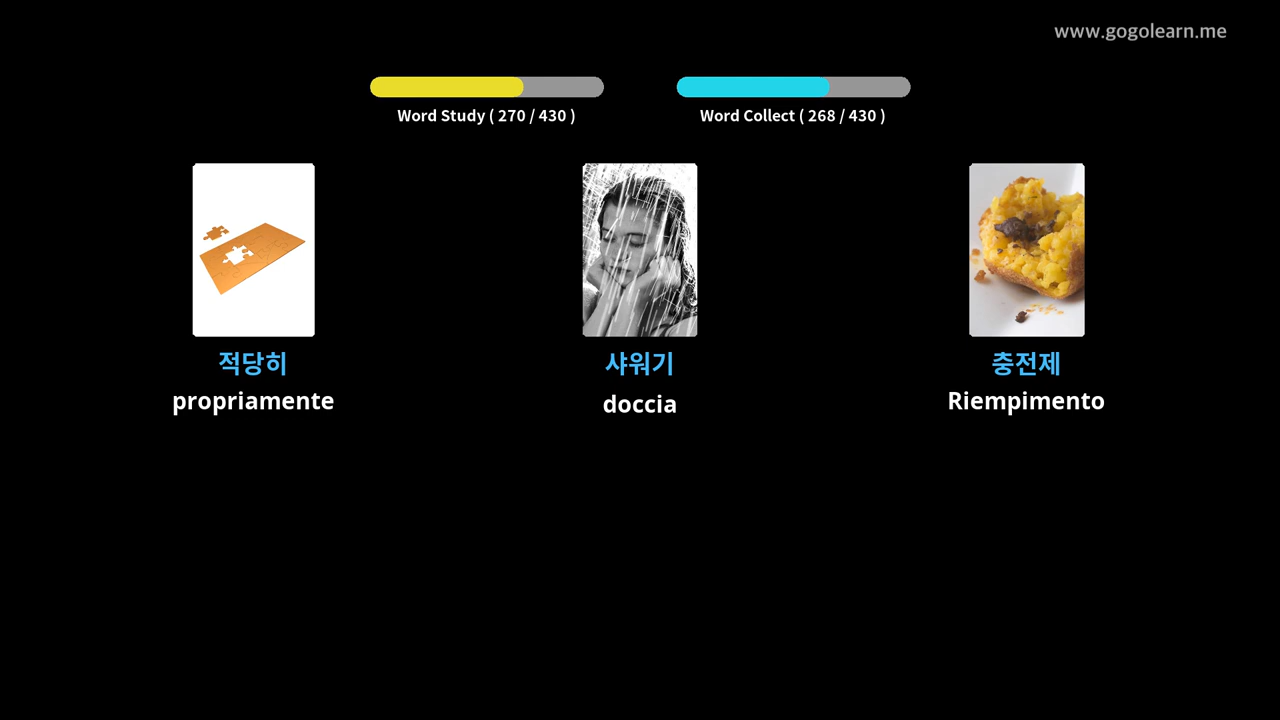 www.gogolearn.me
Word Study ( 270 / 430 )
Word Collect ( 268 / 430 )
적당히
샤워기
충전제
propriamente
doccia
Riempimento